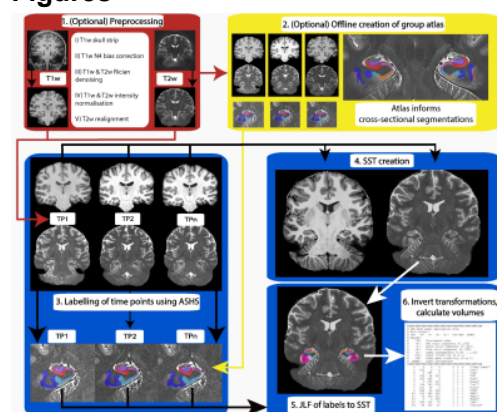 Figures
1. (Optional) Preprocessing
I) T1w skull strip
II) T1w N4 bias correction
III) T1w & T2w Rician
denoising
IV) T1w & T2w intensity
normalisation
V) T2w realignment
T1w
T2w
2. (Optional) Offline creation of group atlas
Atlas informs
cross-sectional segmentations
TP1
TP2
TPn
3. Labelling of time points using ASHS
TP1
TP2
TPn
4. SST creation
5. JLF of labels to SST
6. Invert transformations,
calculate volumes